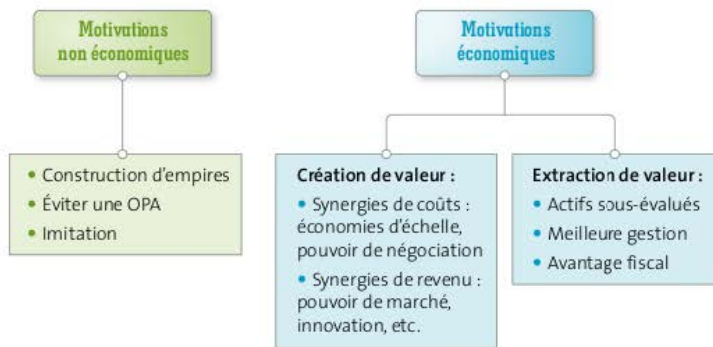 Motivations
non économiques
• Construction d'empires
• Éviter une OPA
• Imitation
Motivations
économiques
Création de valeur :
• Synergies de coûts :
économies d'échelle,
pouvoir de négociation
• Synergies de revenu :
pouvoir de marché,
innovation, etc.
Extraction de valeur :
• Actifs sous-évalués
• Meilleure gestion
• Avantage fiscal